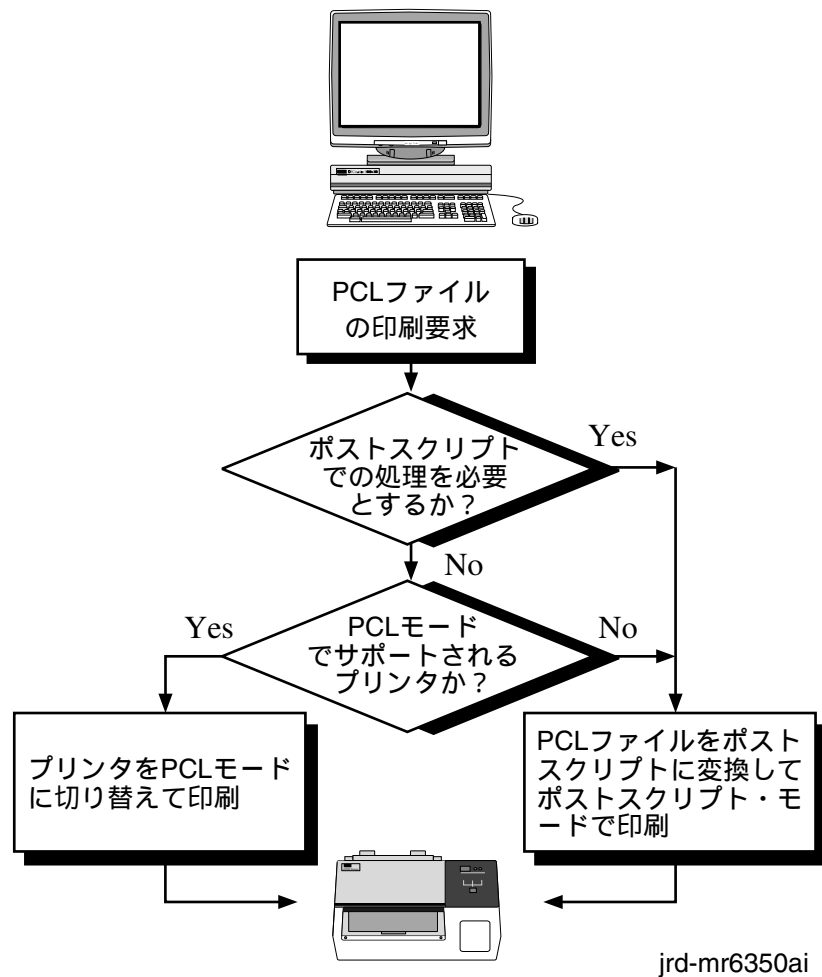 PCLファイル
の印刷要求
ポストスクリプト
での処理を必要
とするか？
Yes
No
PCLモード
でサポートされる
プリンタか？
Yes
No
プリンタをPCLモード
に切り替えて印刷
PCLファイルをポスト
スクリプトに変換して
ポストスクリプト・モ
ードで印刷
jrd-mr6350ai